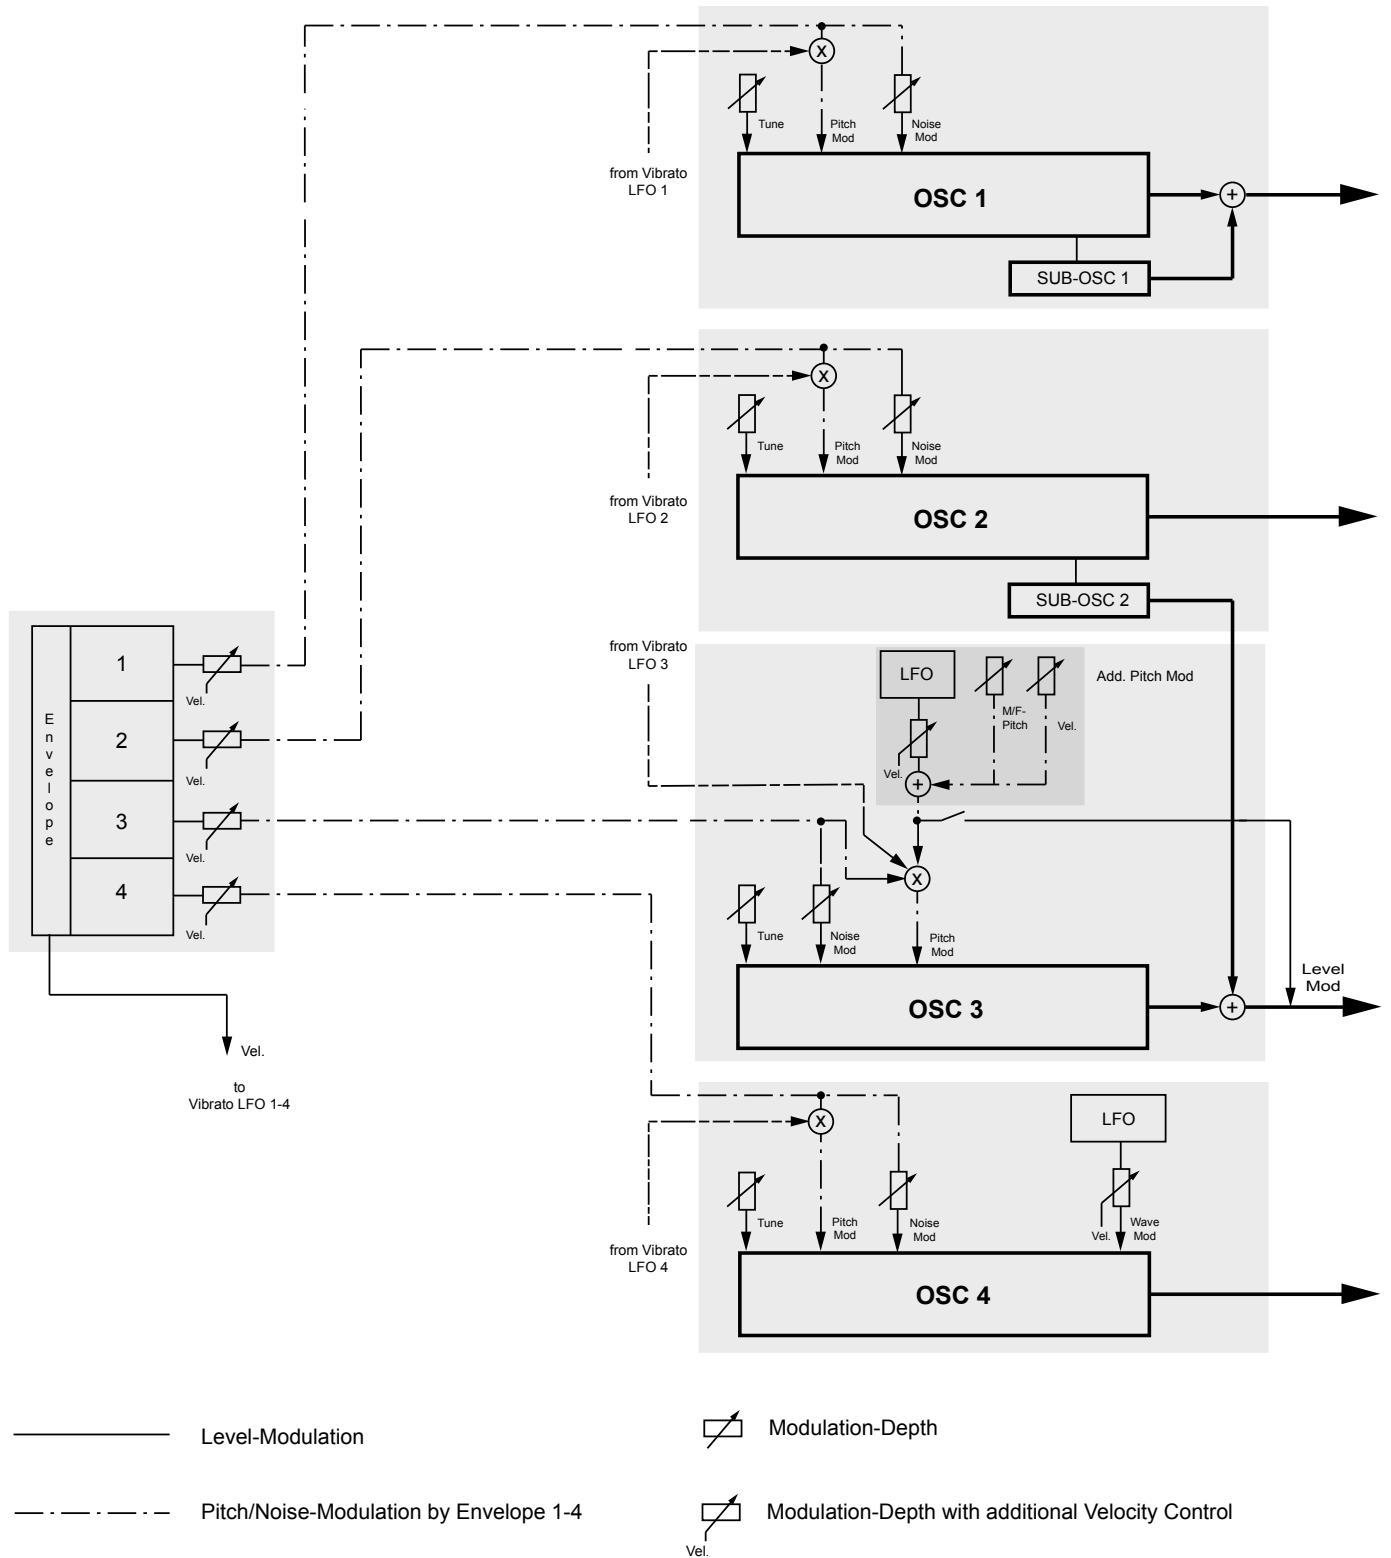 X
Tune
Pitch
Mod
Noise
Mod
from Vibrato
LFO 1
OSC 1
+
SUB-OSC 1
X
Tune
Pitch
Mod
Noise
Mod
from Vibrato
LFO 2
OSC 2
SUB-OSC 2
Envelope
1
Vel.
2
Vel.
3
Vel.
4
Vel.
Vel.
to
Vibrato LFO 1-4
from Vibrato
LFO 3
LFO
Add. Pitch Mod
M/F-
Pitch
Vel.
Vel.
+
X
Tune
Noise
Mod
Pitch
Mod
OSC 3
+
Level
Mod
X
LFO
Tune
Pitch
Mod
Noise
Mod
Vel.
Wave
Mod
from Vibrato
LFO 4
OSC 4
Level-Modulation
Modulation-Depth
Pitch/Noise-Modulation by Envelope 1-4
Modulation-Depth with additional Velocity Control
Vel.